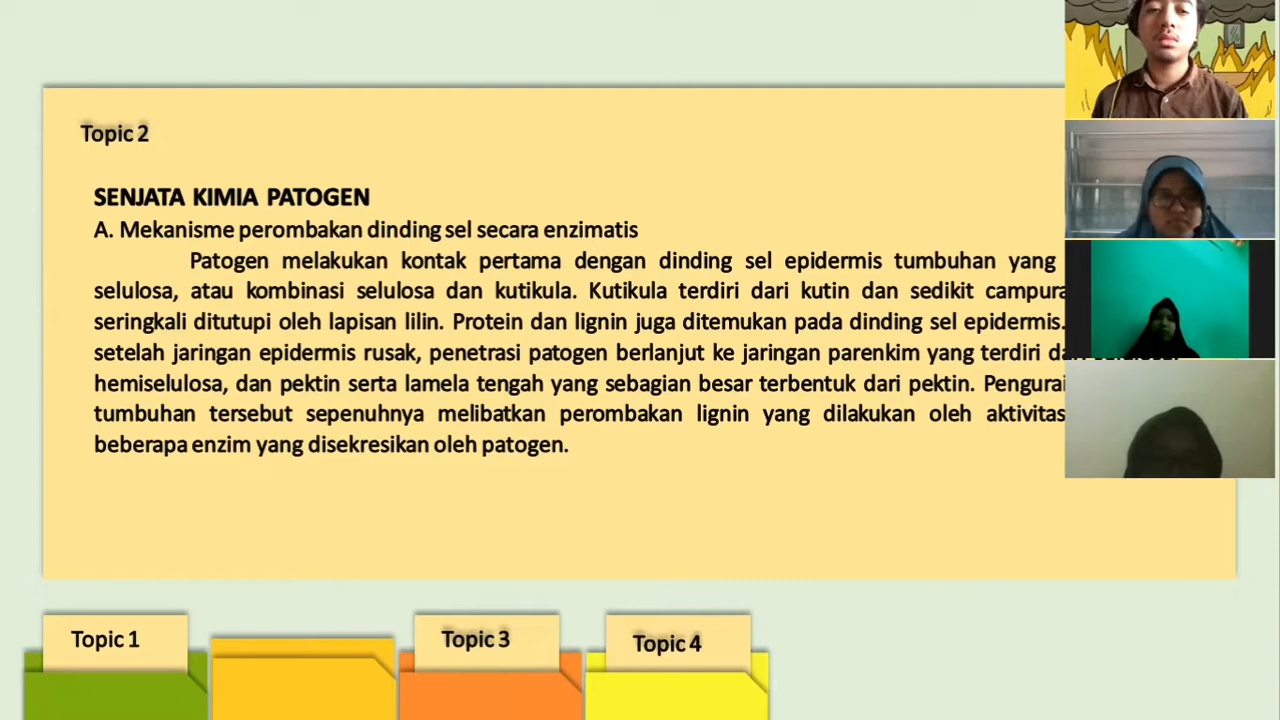 Topic 2
SENJATA KIMIA PATOGEN
A. Mekanisme perombakan dinding sel secara enzimatis
Patogen melakukan kontak pertama dengan dinding sel epidermis tumbuhan yang
selulosa, atau kombinasi selulosa dan kutikula. Kutikula terdiri dari kutin dan sedikit
seringkali ditutupi oleh lapisan lilin. Protein dan lignin juga ditemukan pada dinding sel epidermis.
setelah jaringan epidermis rusak, penetrasi patogen berlanjut ke jaringan parenkim yang terdiri
hemiselulosa, dan pektin serta lamela tengah yang sebagian besar terbentuk dari pektin.
tumbuhan tersebut sepenuhnya melibatkan perombakan lignin yang dilakukan oleh aktivitas
beberapa enzim yang disekresikan oleh patogen.
Topic 1
Topic 3
Topic 4